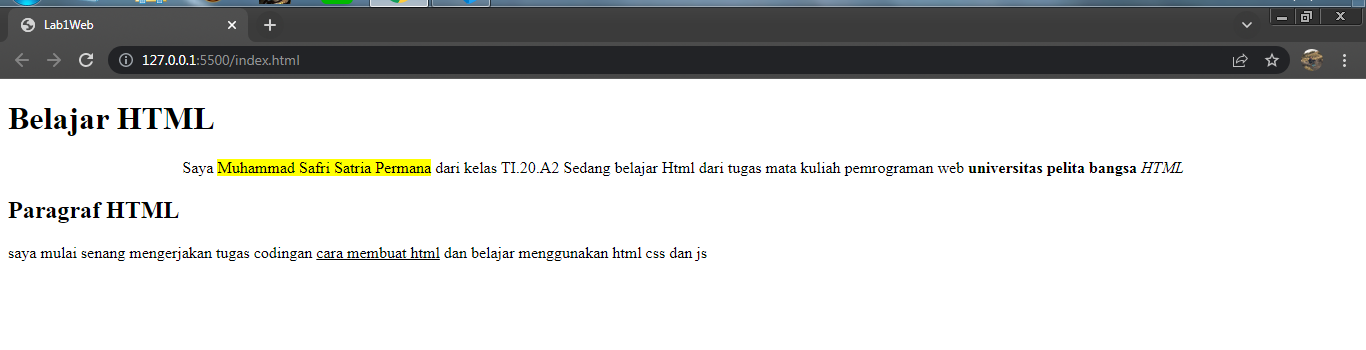 Lab1Web
127.0.0.1:5500/index.html
Belajar HTML
Saya Muhammad Safri Satria Permana dari kelas TI.20.A2 Sedang belajar Html dari tugas mata kuliah pemrograman web universitas pelita bangsa HTML
Paragraf HTML
saya mulai senang mengerjakan tugas codingan cara membuat html dan belajar menggunakan html css dan js